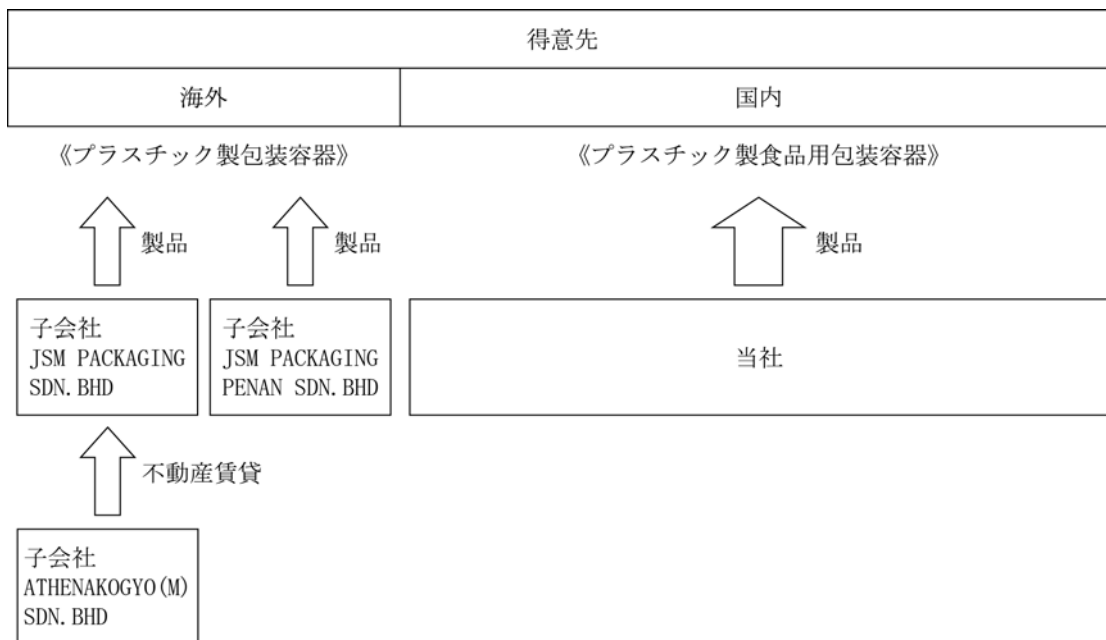 得意先
海外
国内
《プラスチック製包装容器》
《プラスチック製食品用包装容器》
製品
製品
製品
子会社
JSM PACKAGING
SDN.BHD
子会社
JSM PACKAGING
PENAN SDN.BHD
当社
不動産賃貸
子会社
ATHENAKOGYO(M)
SDN.BHD